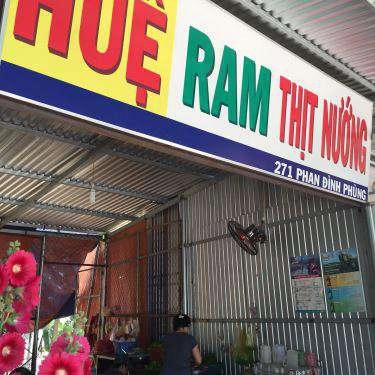 HUỆ RAM THỊT NƯỚNG
271 PHAN ĐÌNH PHÙNG